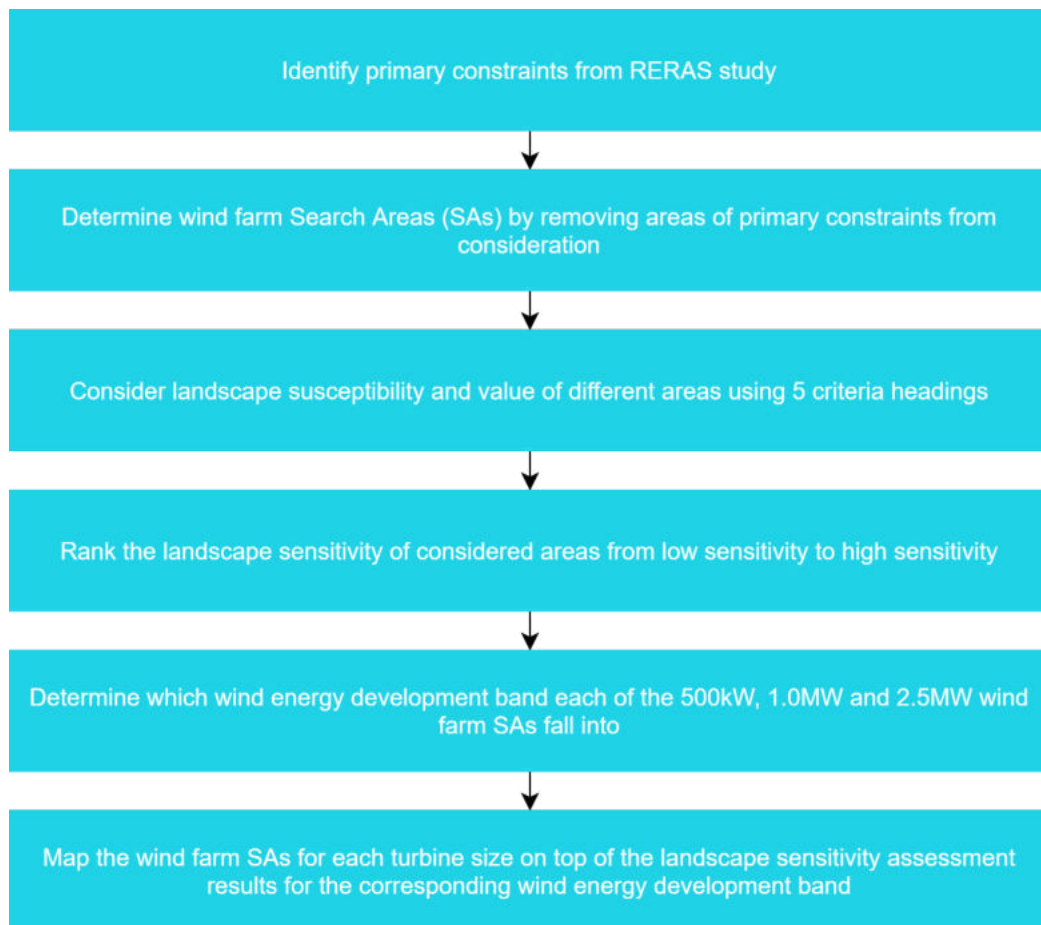 Identify primary constraints from RERAS study
Determine wind farm Search Areas (SAs) by removing areas of primary constraints from
consideration
Consider landscape susceptibility and value of different areas using 5 criteria headings
Rank the landscape sensitivity of considered areas from low sensitivity to high sensitivity
Determine which wind energy development band each of the 500kW, 1.0MW and 2.5MW wind
farm SAs fall into
Map the wind farm SAs for each turbine size on top of the landscape sensitivity assessment
results for the corresponding wind energy development band